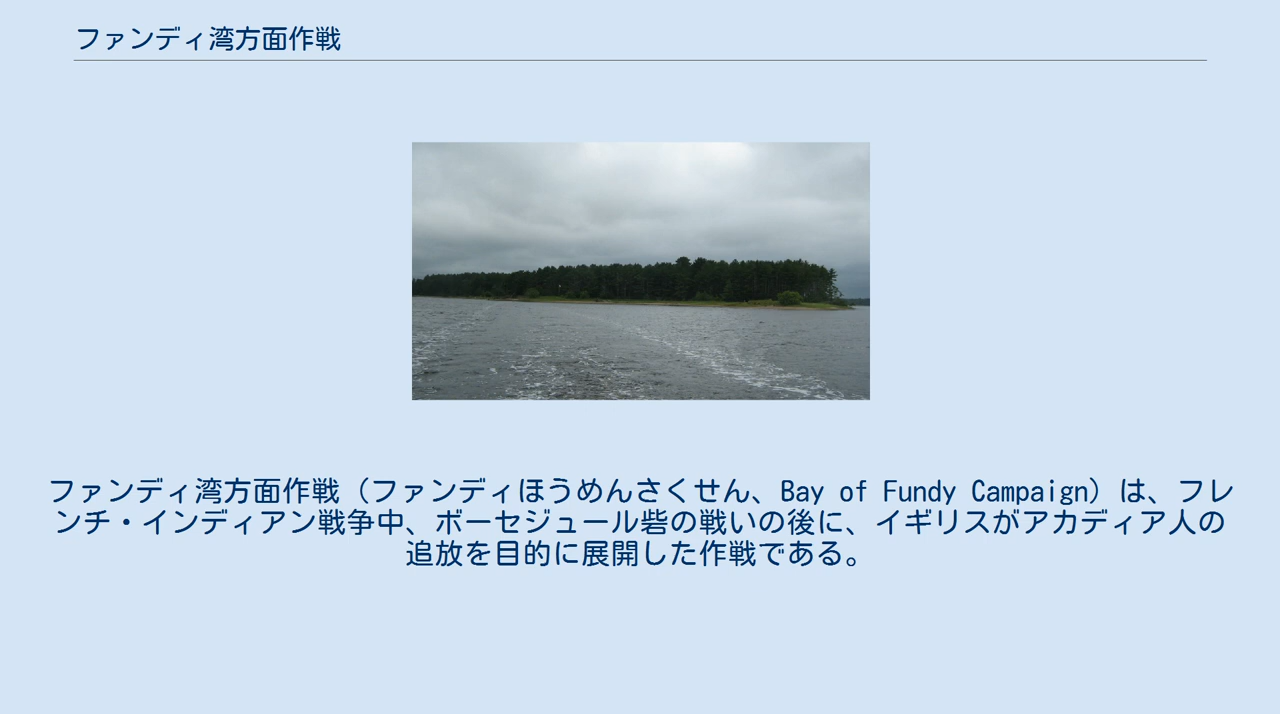 ファンディ湾方面作戦
ファンディ湾方面作戦（ファンディほうめんさくせん、Bay of Fundy Campaign）は、フレ
ンチ・インディアン戦争中、ボーセジュール砦の戦いの後に、イギリスがアカディア人の
追放を目的に展開した作戦である。